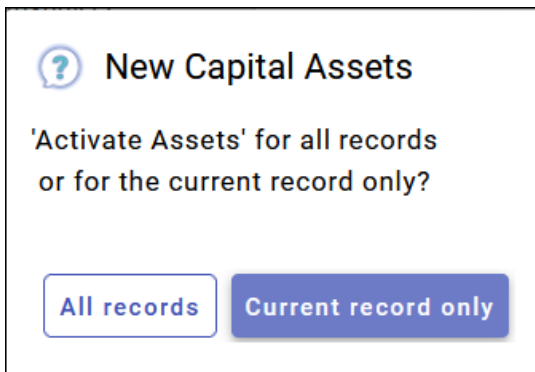 New Capital Assets
'Activate Assets' for all records
or for the current record only?
All records
Current record only